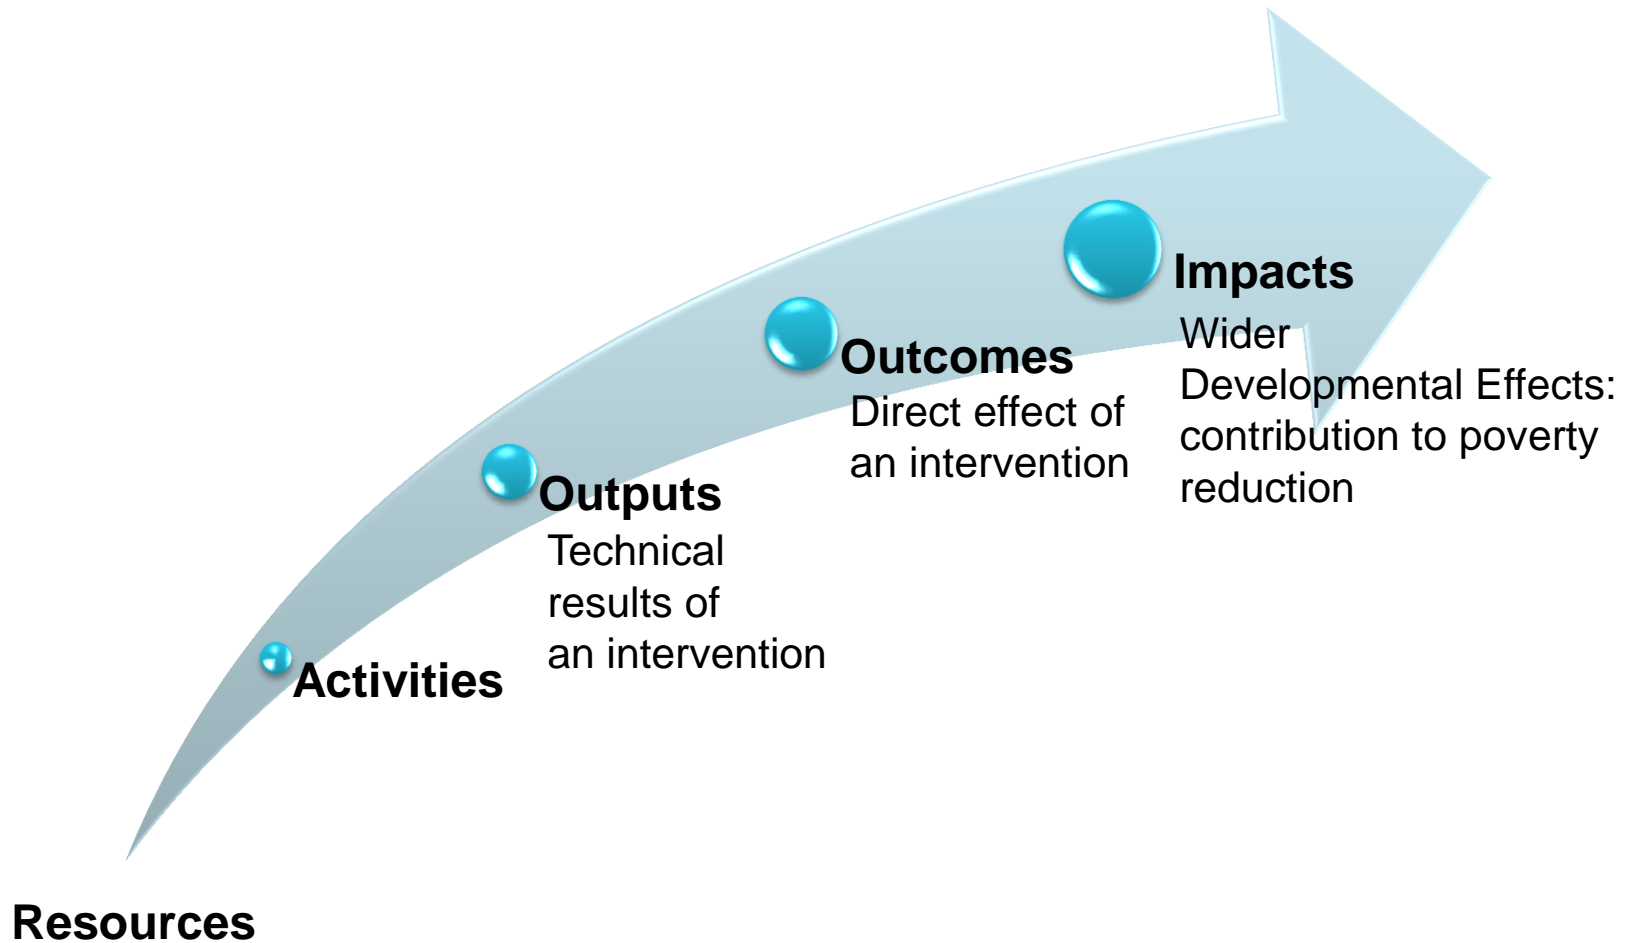 Impacts
Wider
Developmental Effects:
contribution to poverty
reduction
Outcomes
Direct effect of
an intervention
Outputs
Technical
results of
an intervention
Activities
Resources